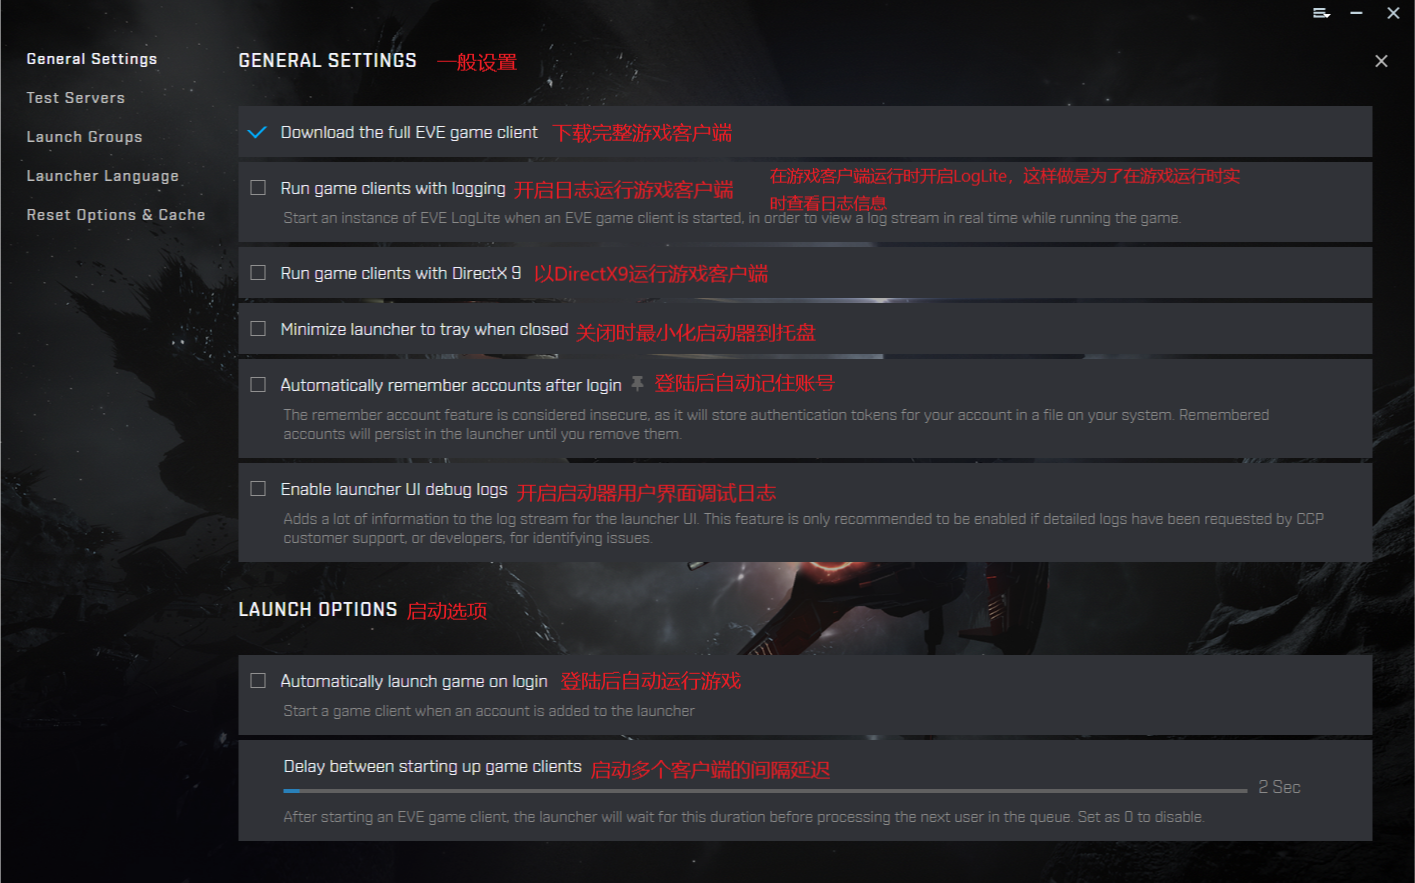 General Settings
Test Servers
Launch Groups
Launcher Language
Reset Options & Cache
GENERAL SETTINGS 一般设置
Download the full EVE game client 下载完整游戏客户端
Run game clients with logging 开启日志运行游戏客户端
在游戏客户端运行时开启LogLite，这样做是为了在游戏运行时实
时查看日志信息
Start an instance of EVE LogLite when an EVE game client is started, in order to view a log stream in real time while running the game.
Run game clients with DirectX 9 以DirectX9运行游戏客户端
Minimize launcher to tray when closed 关闭时最小化启动器到托盘
Automatically remember accounts after login 登陆后自动记住账号
The remember account feature is considered insecure, as it will store authentication tokens for your account in a file on your system. Remembered
accounts will persist in the launcher until you remove them.
Enable launcher UI debug logs 开启启动器用户界面调试日志
Adds a lot of information to the log stream for the launcher UI. This feature is only recommended to be enabled if detailed logs have been requested by CCP
customer support, or developers, for identifying issues.
LAUNCH OPTIONS 启动选项
Automatically launch game on login 登陆后自动运行游戏
Start a game client when an account is added to the launcher
Delay between starting up game clients 启动多个客户端的间隔延迟
2 Sec
After starting an EVE game client, the launcher will wait for this duration before processing the next user in the queue. Set as 0 to disable.